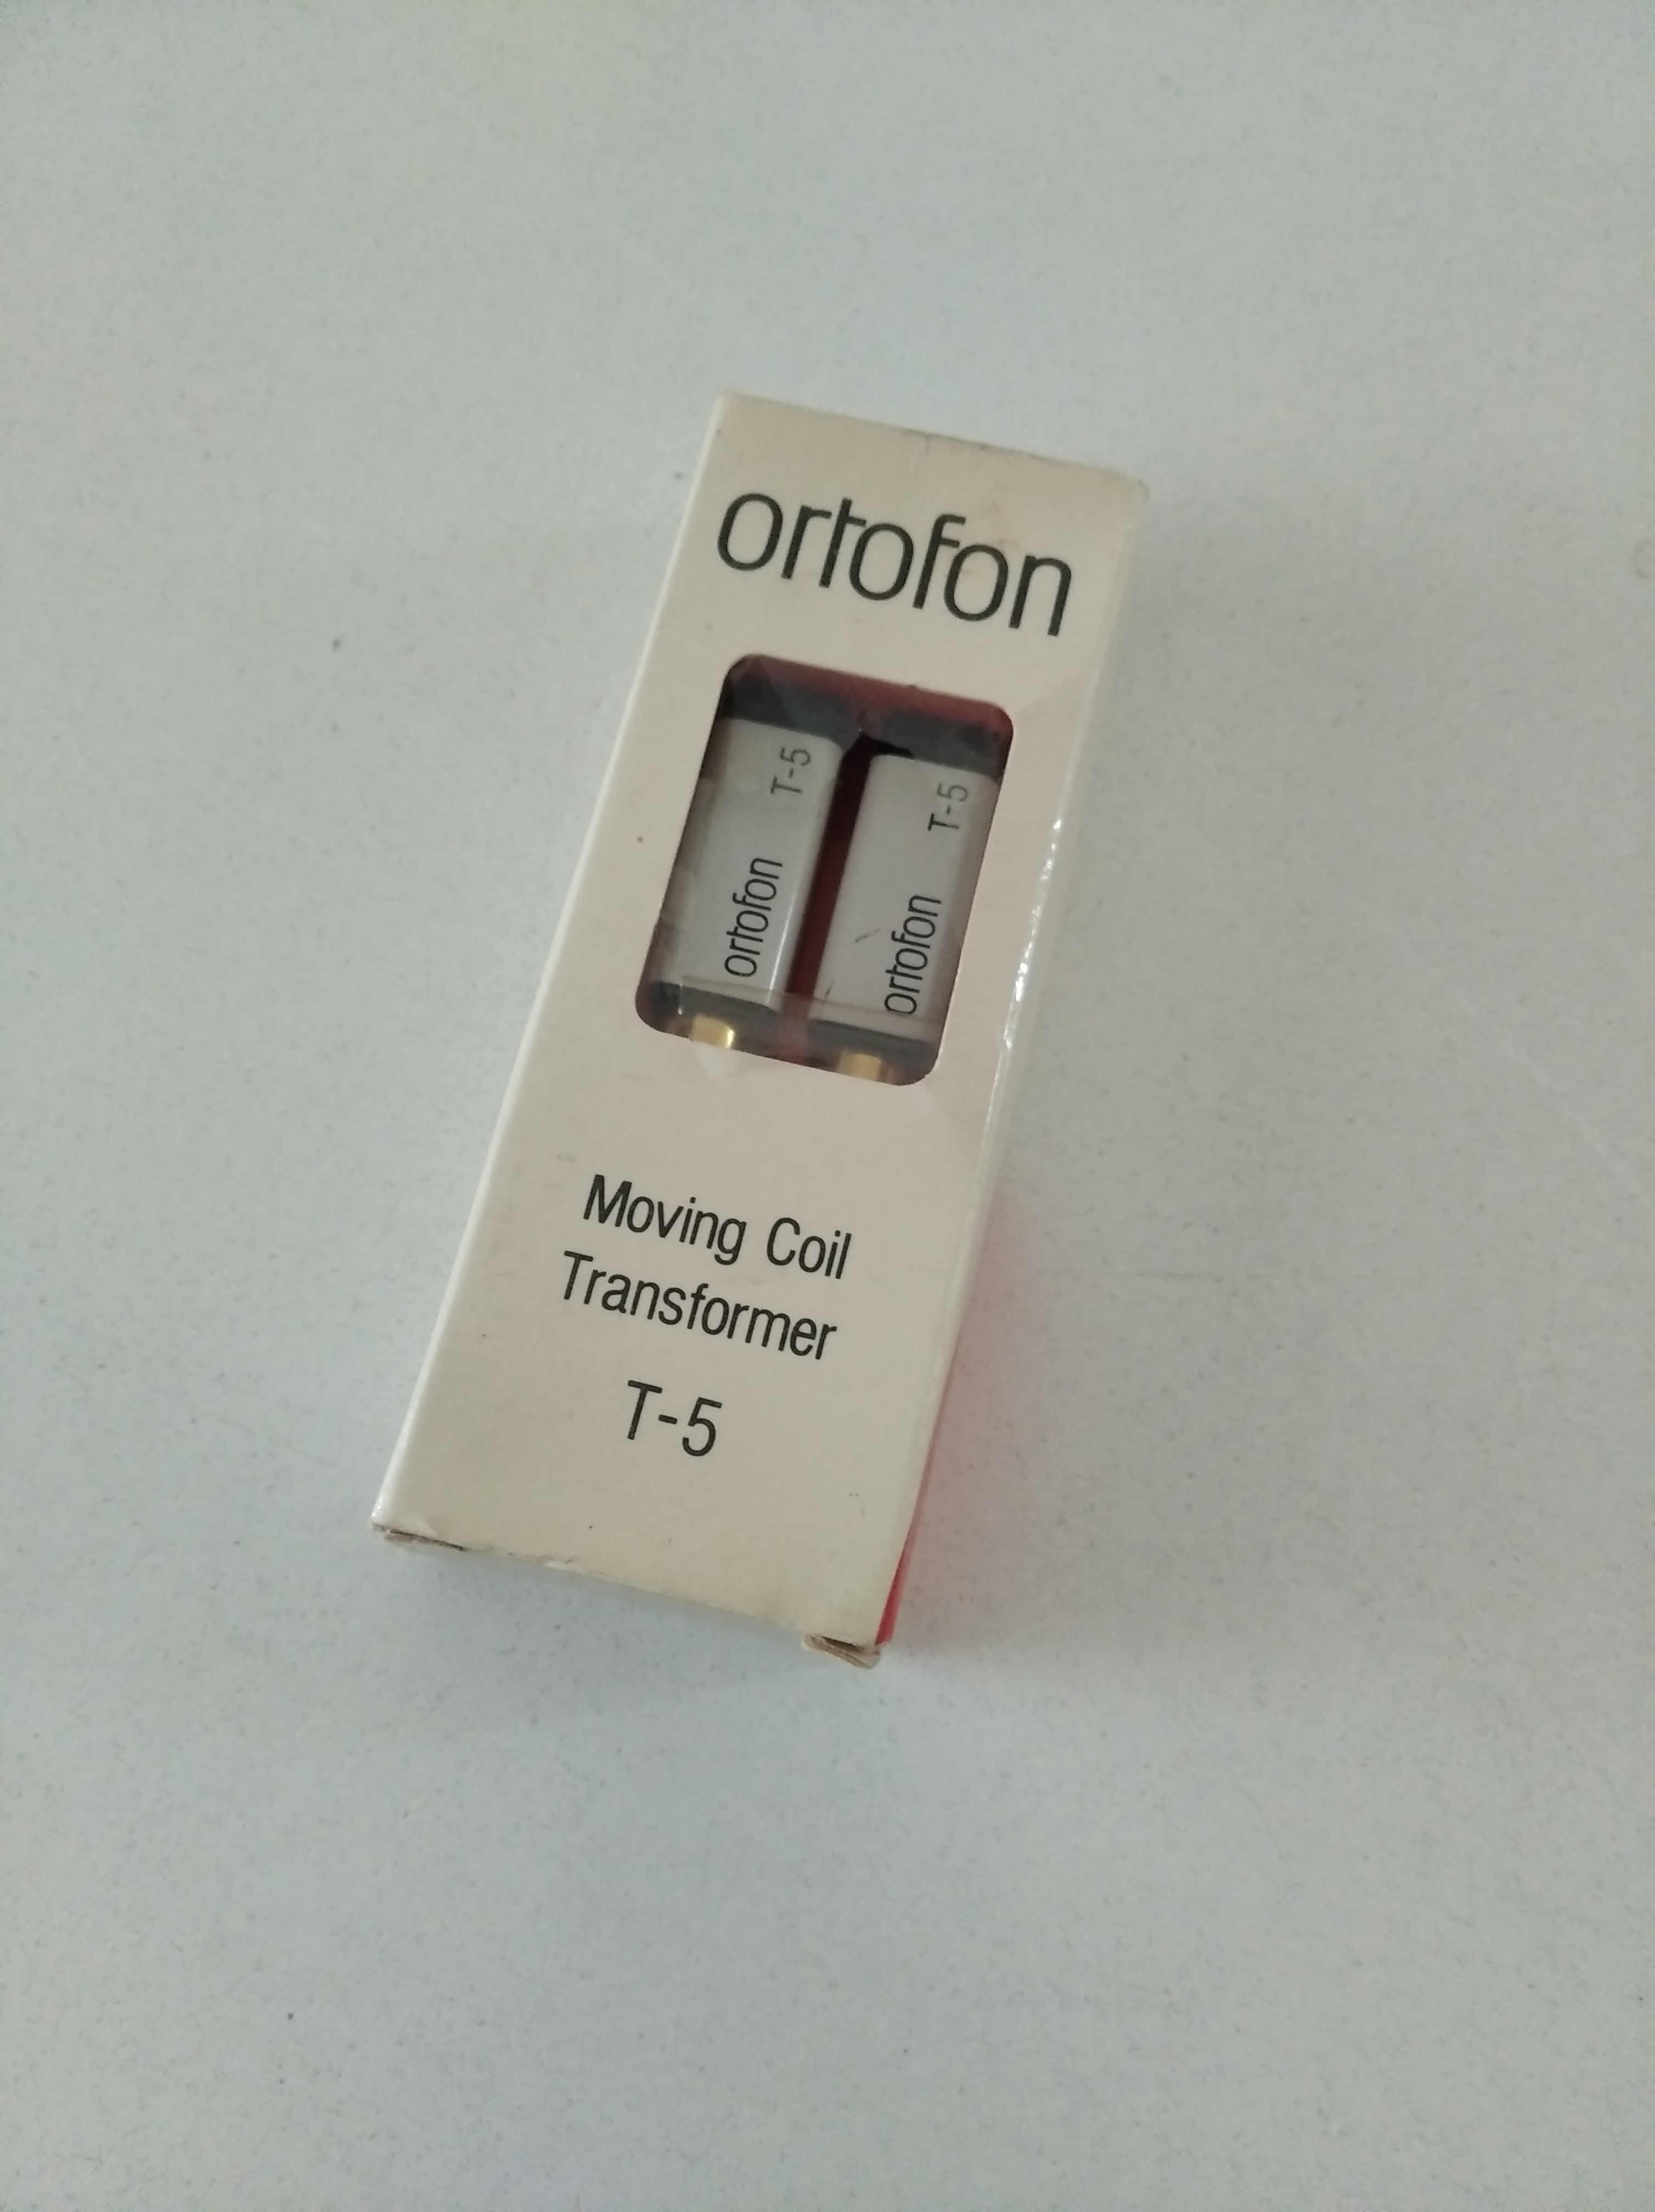 ortofon
ortofon T-5
ortofon T-5
Moving Coil
Transformer
T-5